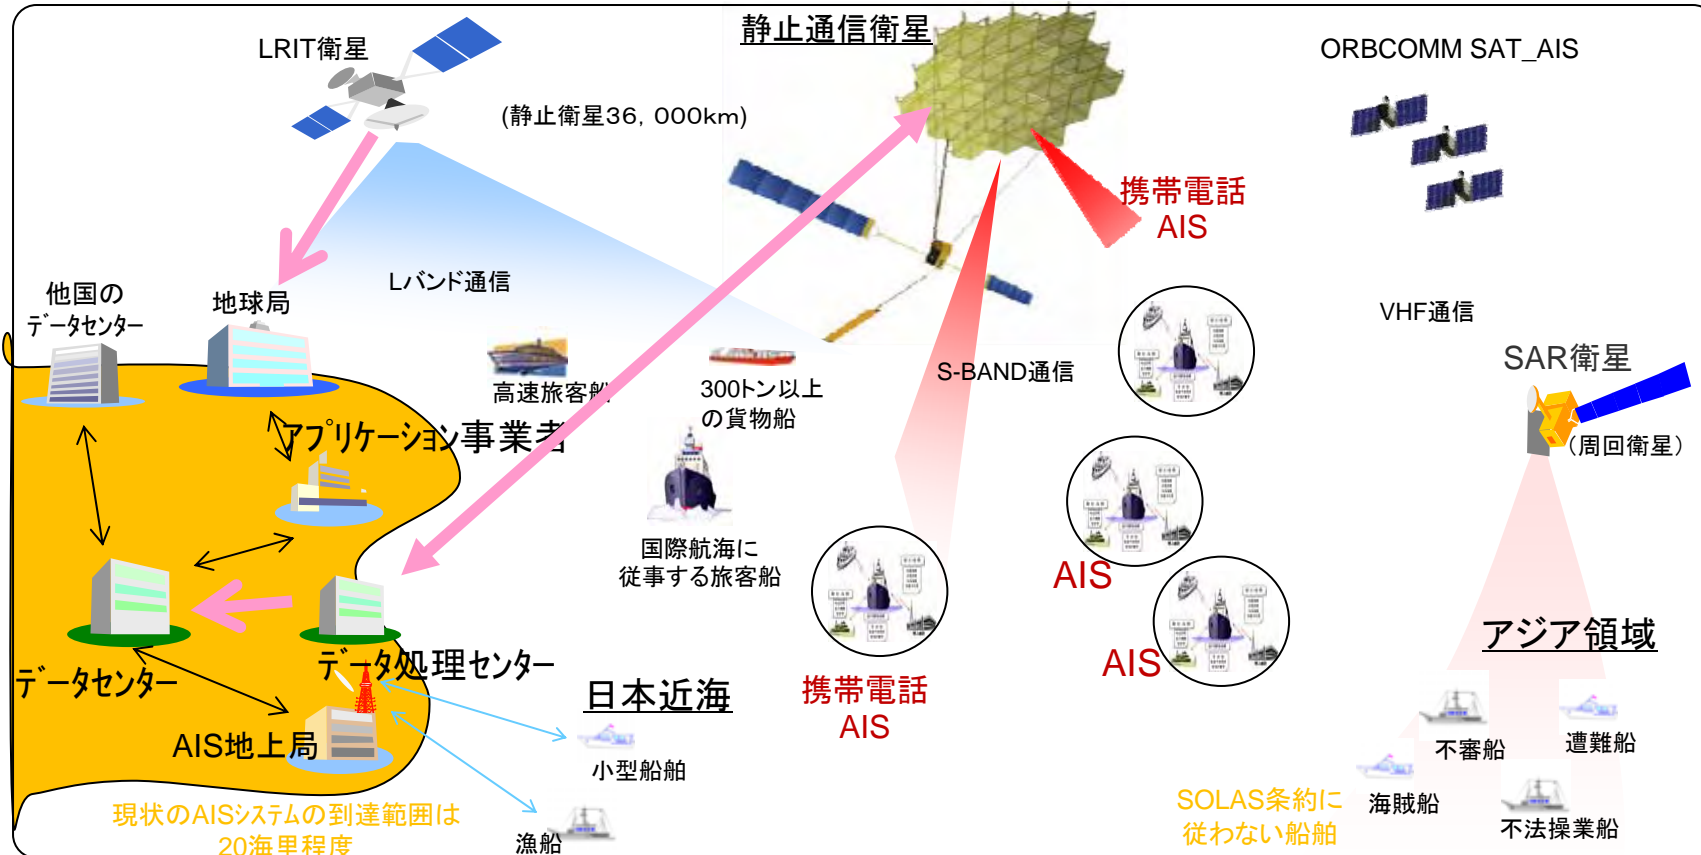 LRIT衛星
静止通信衛星
ORBCOMM SAT_AIS
(静止衛星36，000km)
携帯電話
AIS
Lバンド通信
他国の
データセンター
地球局
VHF通信
SAR衛星
(周回衛星)
高速旅客船
300トン以上
の貨物船
S-BAND通信
アプリケーション事業者
国際航海に
従事する旅客船
AIS
AIS
アジア領域
データセンター
データ処理センター
日本近海
携帯電話
AIS
AIS地上局
小型船舶
漁船
不審船
遭難船
海賊船
不法操業船
SOLAS条約に
従わない船舶
現状のAISシステムの到達範囲は
20海里程度